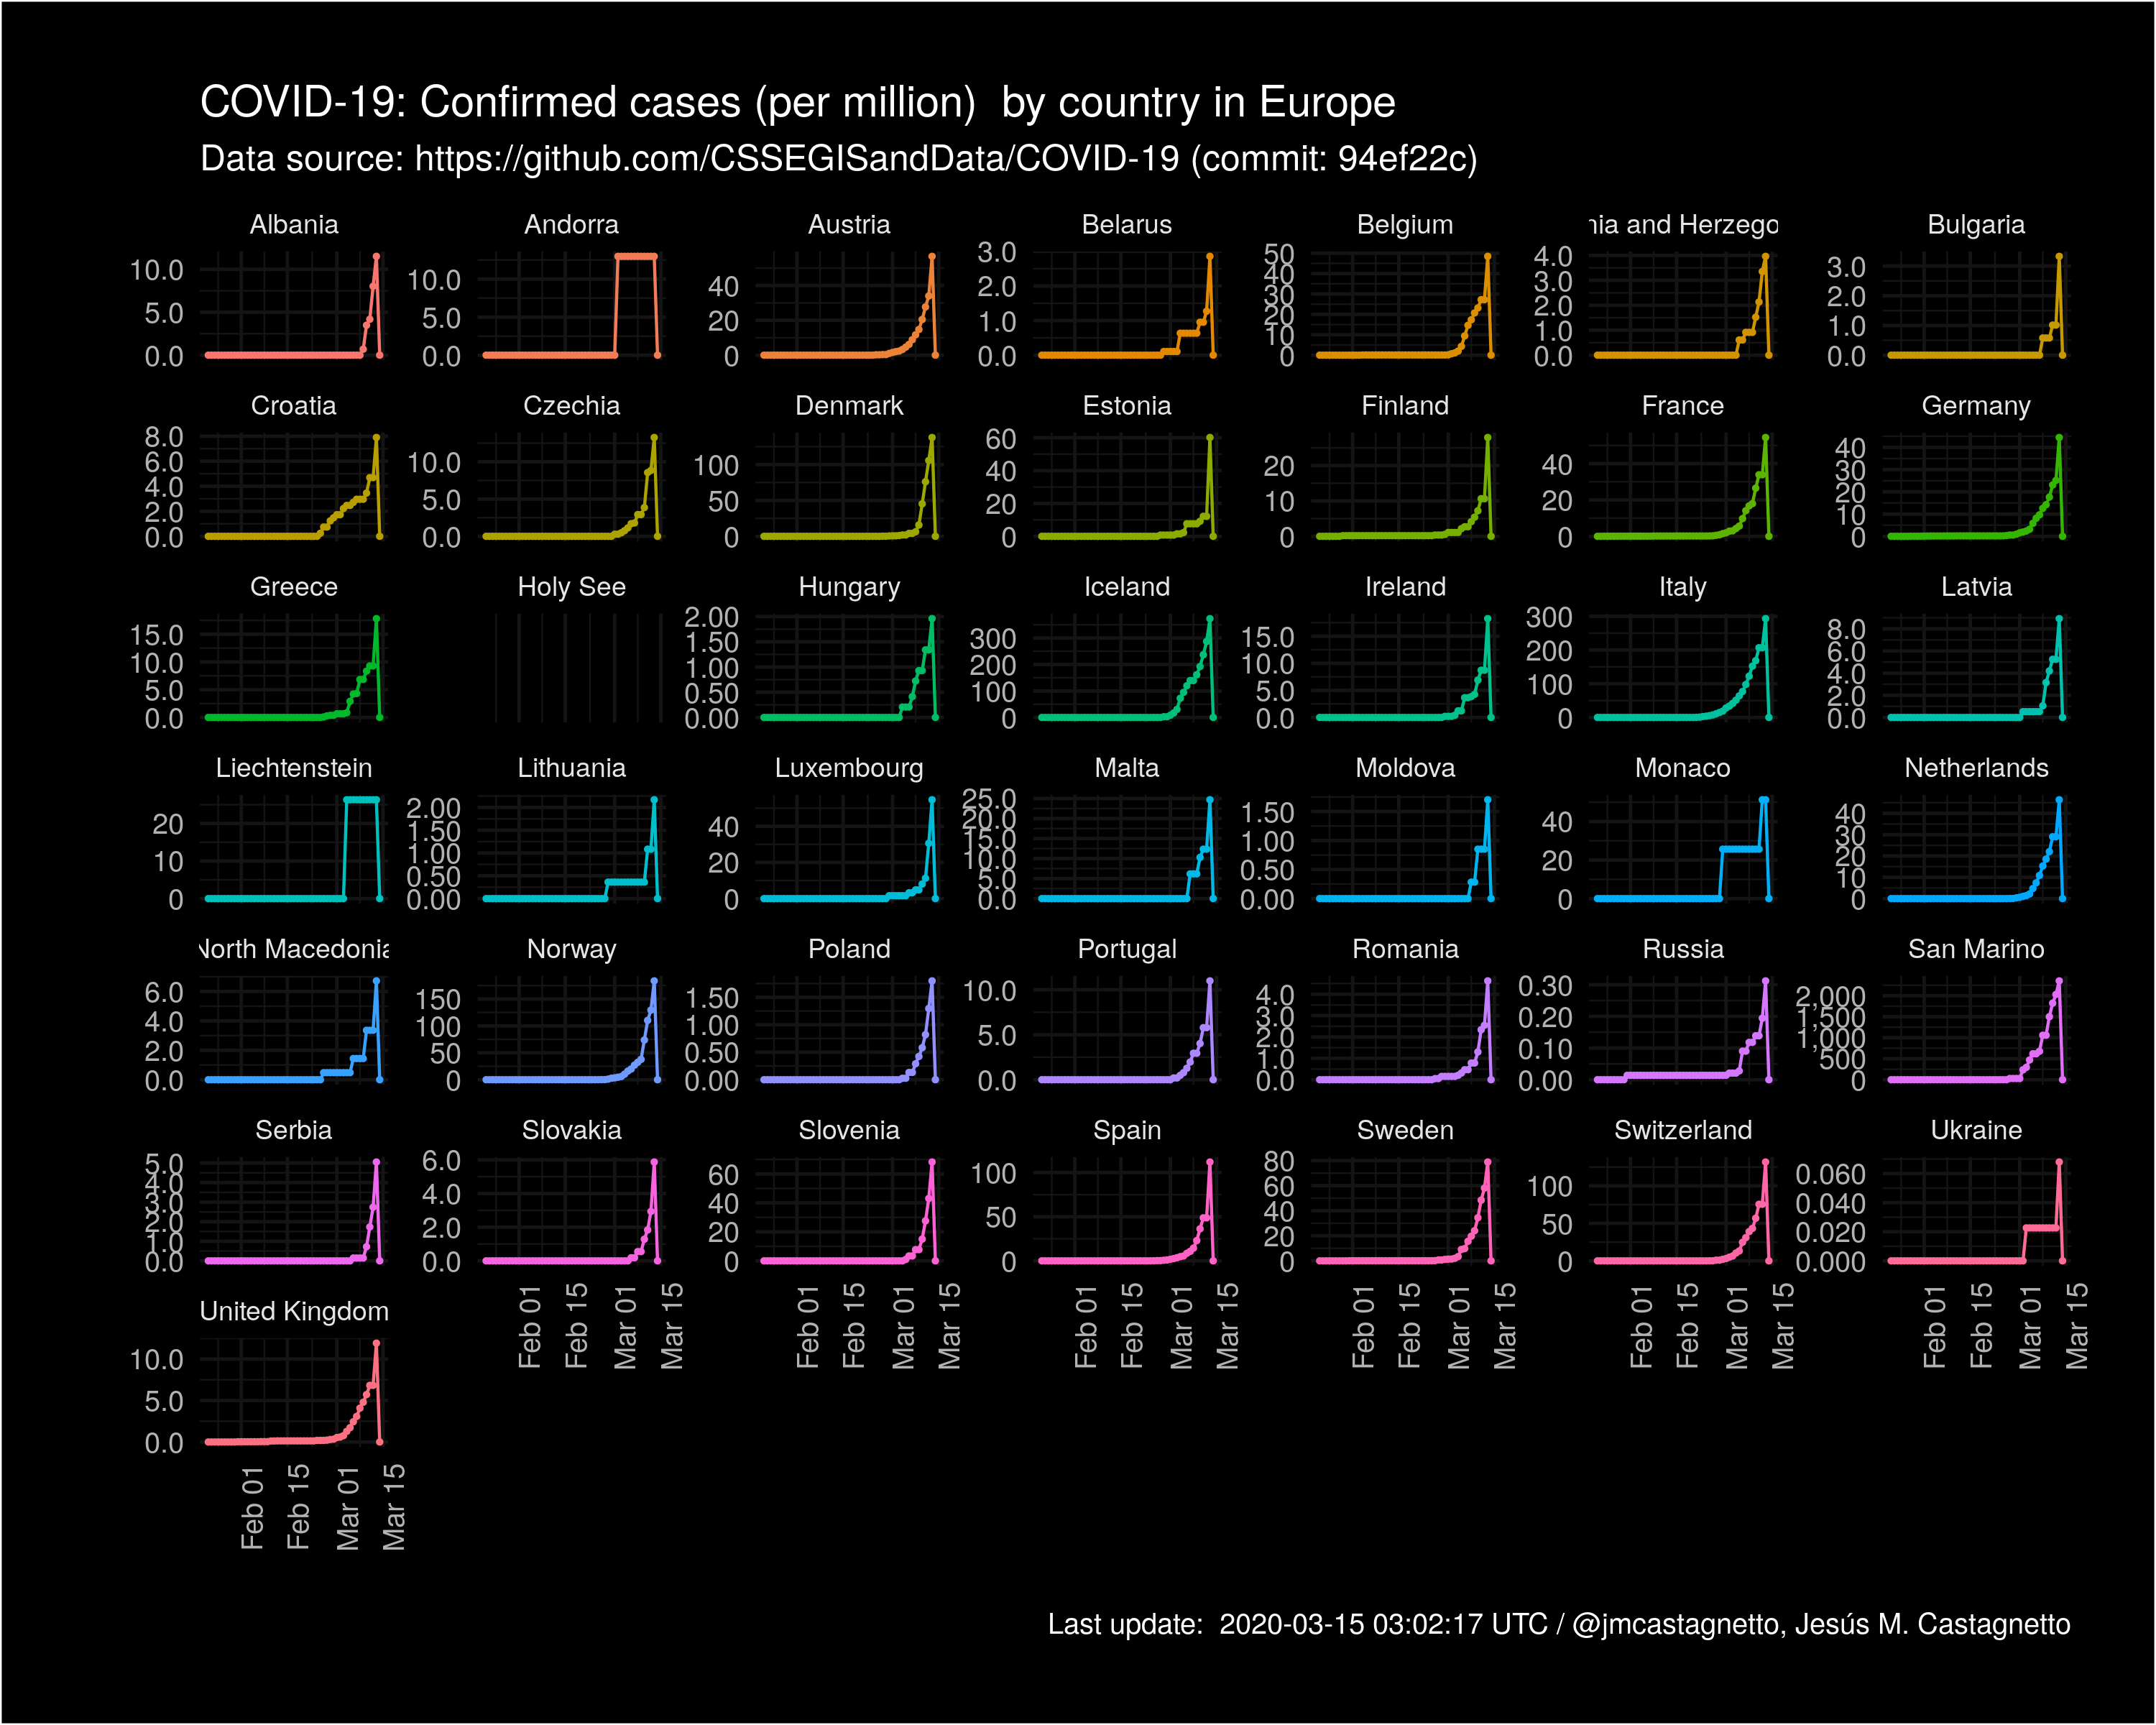 COVID-19: Confirmed cases (per million)  by country in Europe
Data source: https://github.com/CSSEGISandData/COVID-19 (commit: 94ef22c)
Albania Andorra Austria Belarus Belgium nia and Herzego Bulgaria
10.0 5.0 0.0
10.0 5.0 0.0
40 20 0
3.0 2.0 1.0 0.0
50 40 30 20 10 0
4.0 3.0 2.0 1.0 0.0
3.0 2.0 1.0 0.0
Croatia Czechia Denmark Estonia Finland France Germany
8.0 6.0 4.0 2.0 0.0
10.0 5.0 0.0
100 50 0
60 40 20 0
20 10 0
40 20 0
40 30 20 10 0
Greece Holy See Hungary Iceland Ireland Italy Latvia
15.0 10.0 5.0 0.0
2.00 1.50 1.00 0.50 0.00
300 200 100 0
15.0 10.0 5.0 0.0
300 200 100 0
8.0 6.0 4.0 2.0 0.0
Liechtenstein Lithuania Luxembourg Malta Moldova Monaco Netherlands
20 10 0
2.00 1.50 1.00 0.50 0.00
40 20 0
25.0 20.0 15.0 10.0 5.0 0.0
1.50 1.00 0.50 0.00
40 20 0
40 30 20 10 0
North Macedonia Norway Poland Portugal Romania Russia San Marino
6.0 4.0 2.0 0.0
150 100 50 0
1.50 1.00 0.50 0.00
10.0 5.0 0.0
4.0 3.0 2.0 1.0 0.0
0.30 0.20 0.10 0.00
2,000 1,500 1,000 500 0
Serbia Slovakia Slovenia Spain Sweden Switzerland Ukraine
5.0 4.0 3.0 2.0 1.0 0.0
6.0 4.0 2.0 0.0
60 40 20 0
100 50 0
80 60 40 20 0
100 50 0
0.060 0.040 0.020 0.000
Feb 01 Feb 15 Mar 01 Mar 15
Feb 01 Feb 15 Mar 01 Mar 15
Feb 01 Feb 15 Mar 01 Mar 15
Feb 01 Feb 15 Mar 01 Mar 15
Feb 01 Feb 15 Mar 01 Mar 15
Feb 01 Feb 15 Mar 01 Mar 15
United Kingdom
10.0 5.0 0.0
Feb 01 Feb 15 Mar 01 Mar 15
Last update:  2020-03-15 03:02:17 UTC / @jmcastagnetto, Jesús M. Castagnetto